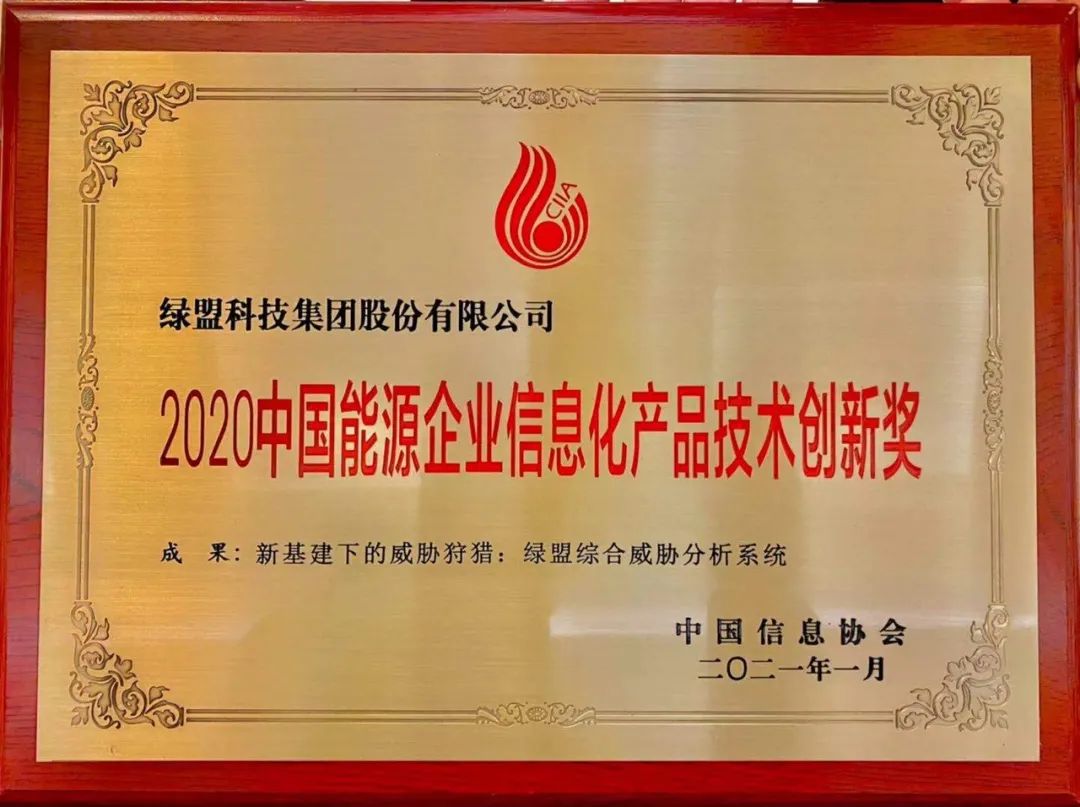 CIIA
绿盟科技集团股份有限公司
2020中国能源企业信息化产品技术创新奖
成 果：新基建下的威胁狩猎：绿盟综合威胁分析系统
中国信息协会
二〇二一年一月